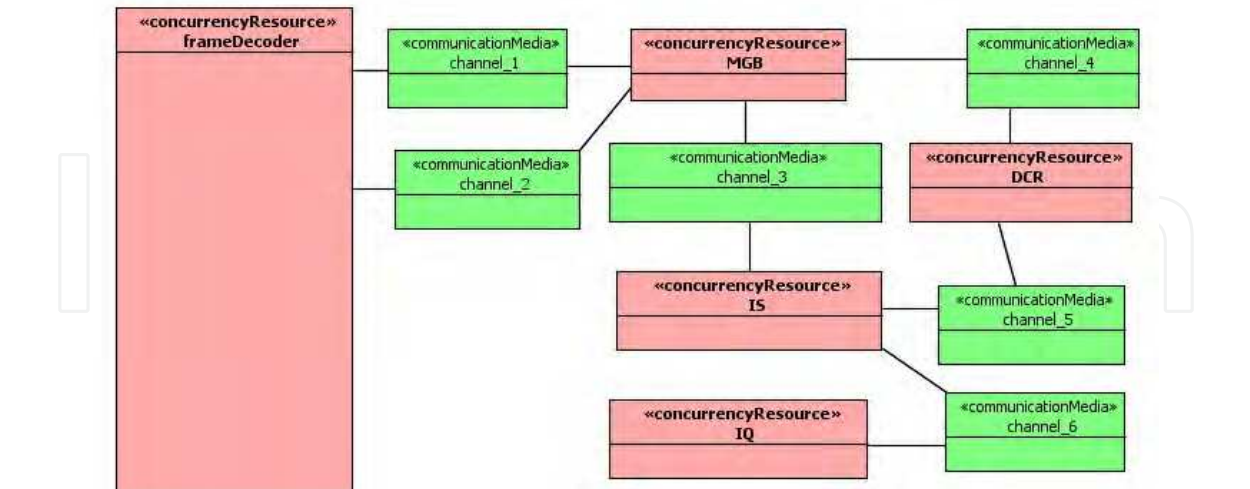 «concurrencyResource»
frameDecoder
«communicationMedia»
channel_1
«concurrencyResource»
MGB
«communicationMedia»
channel_4
«communicationMedia»
channel_2
«communicationMedia»
channel_3
«concurrencyResource»
DCR
«concurrencyResource»
IS
«communicationMedia»
channel_5
«concurrencyResource»
IQ
«communicationMedia»
channel_6